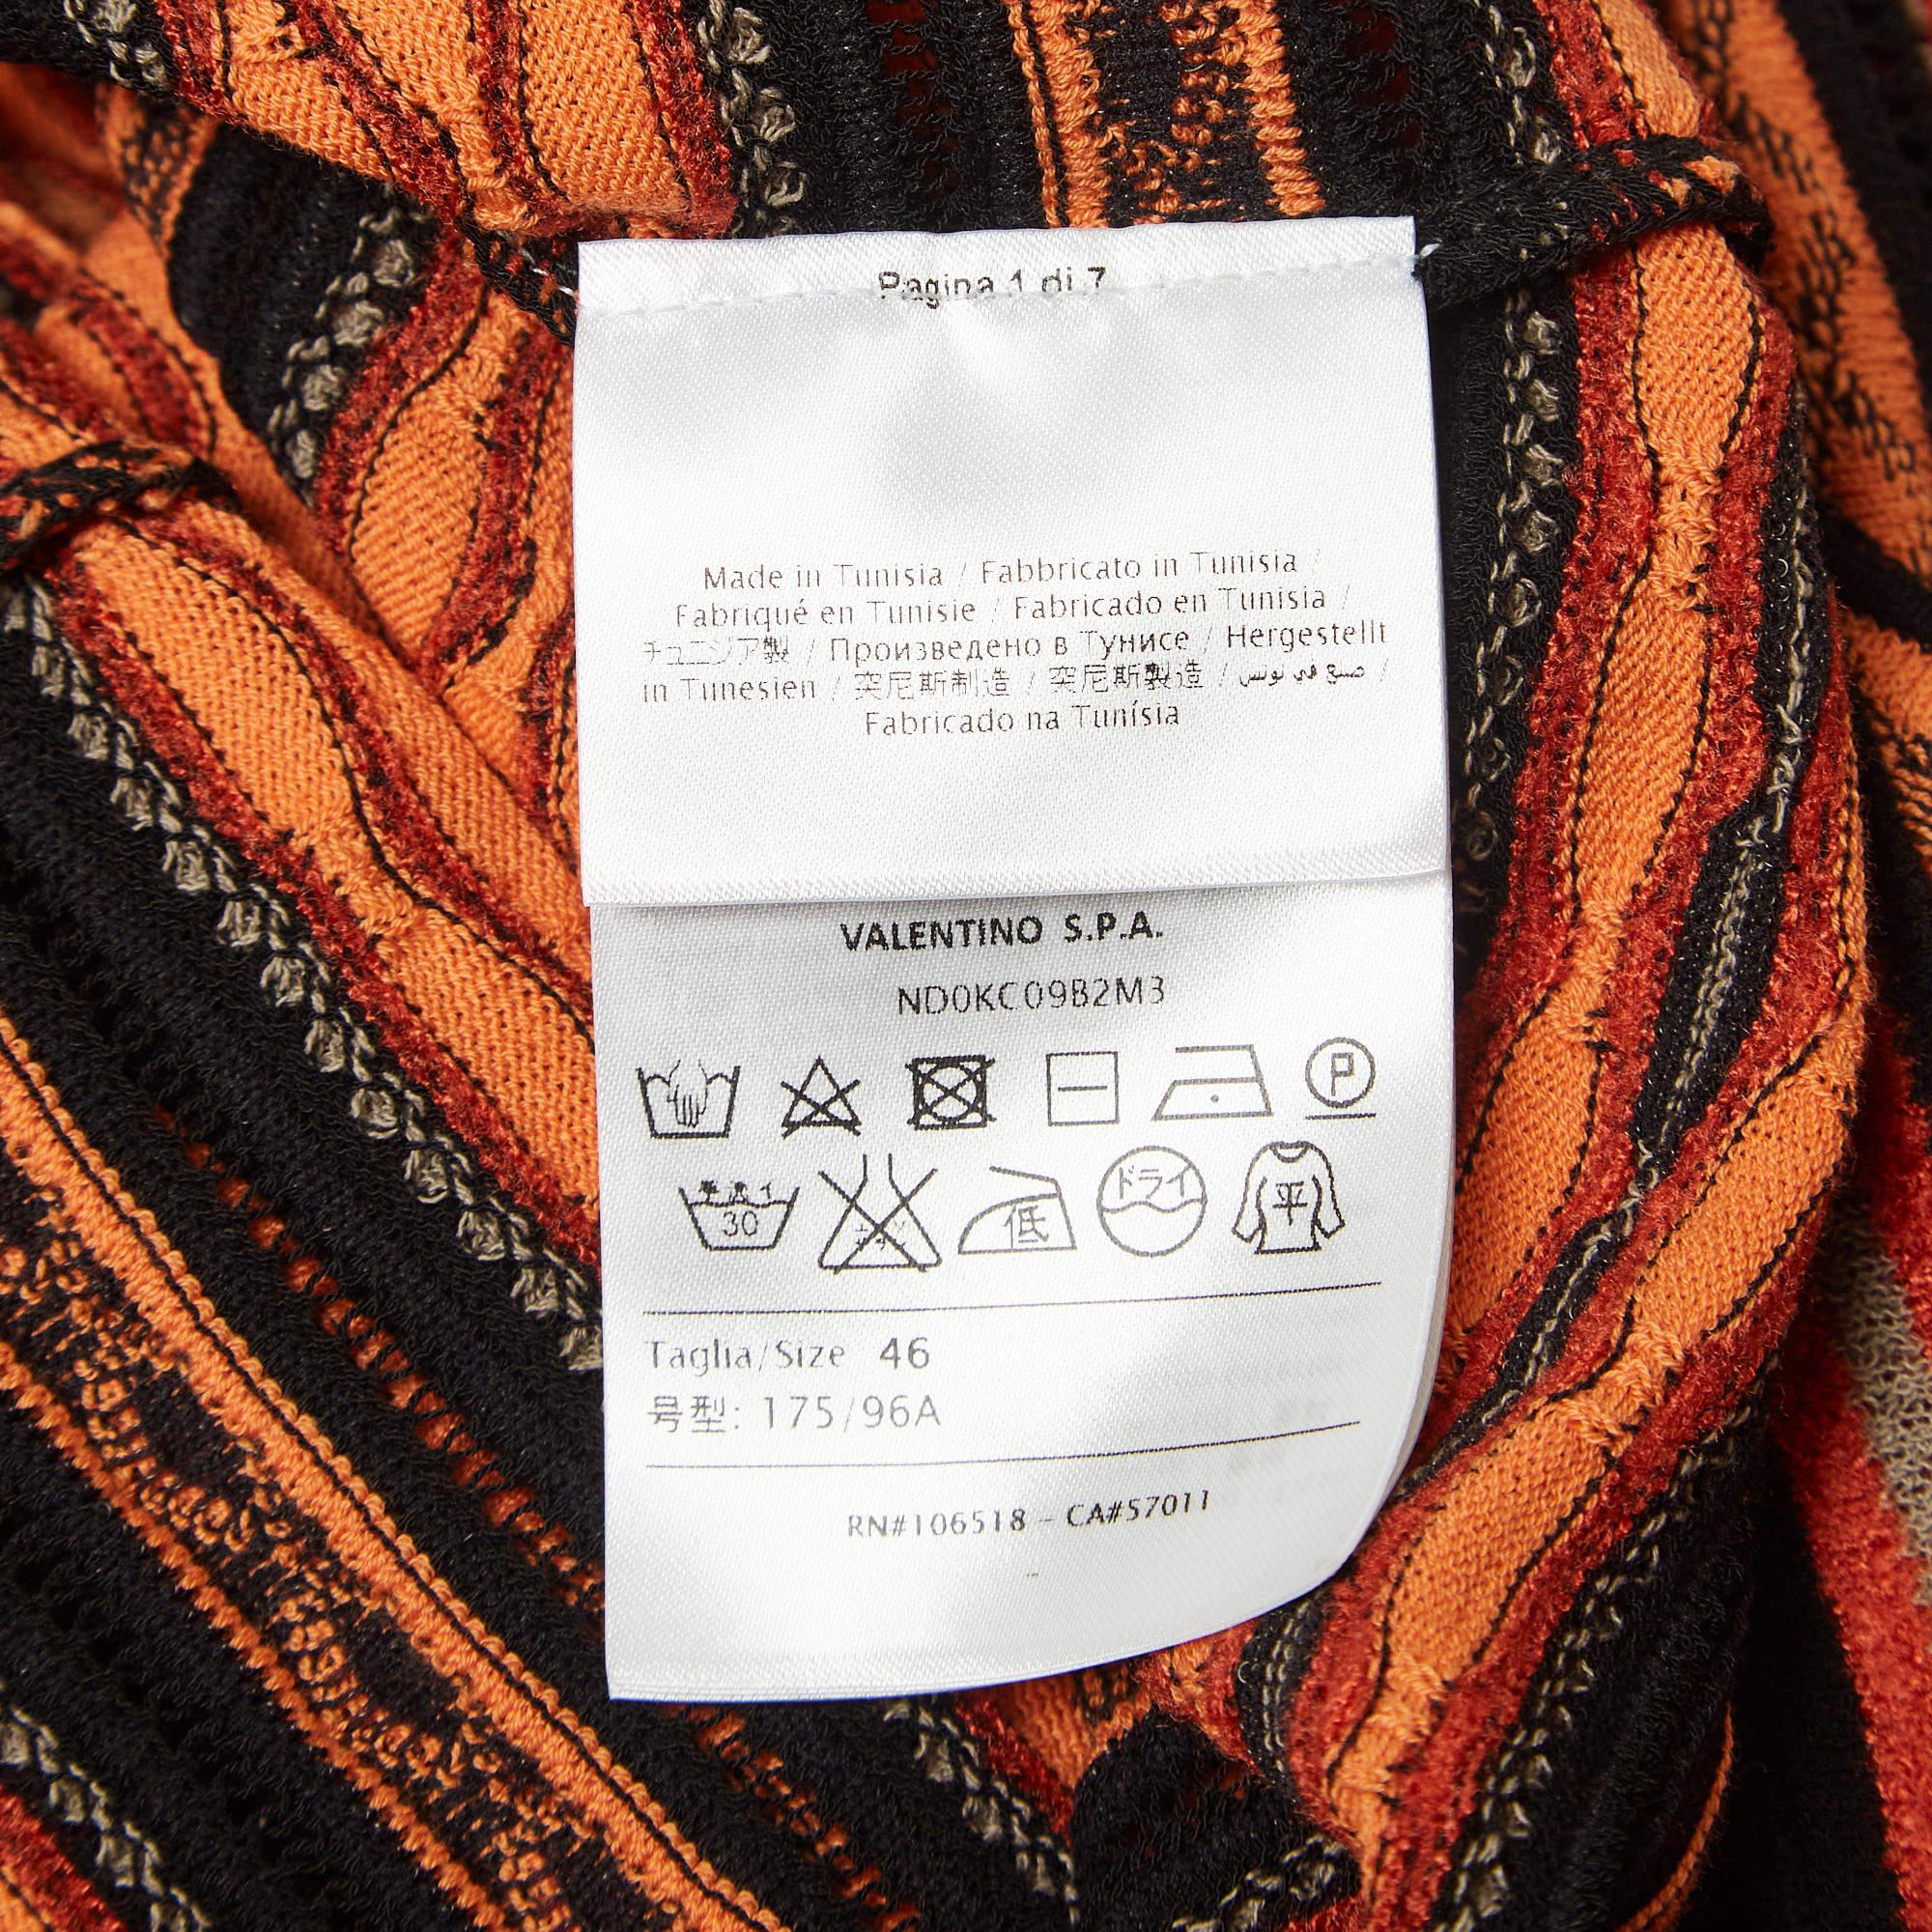 Pagina 1 di 7
Made in Tunisia / Fabbricato in Tunisia /
Fabriqué en Tunisie / Fabricado en Tunisia /
チュニジア製 / Произведено в Тунисе / Hergestellt
in Tunesien / 突尼斯制造 / 突尼斯製造 / صنع في تونس /
Fabricado na Tunísia
VALENTINO S.P.A.
ND0KC09B2M3
P
30 低 ドライ 平
Taglia/Size 46
号型: 175/96A
RN#106518 - CA#57011